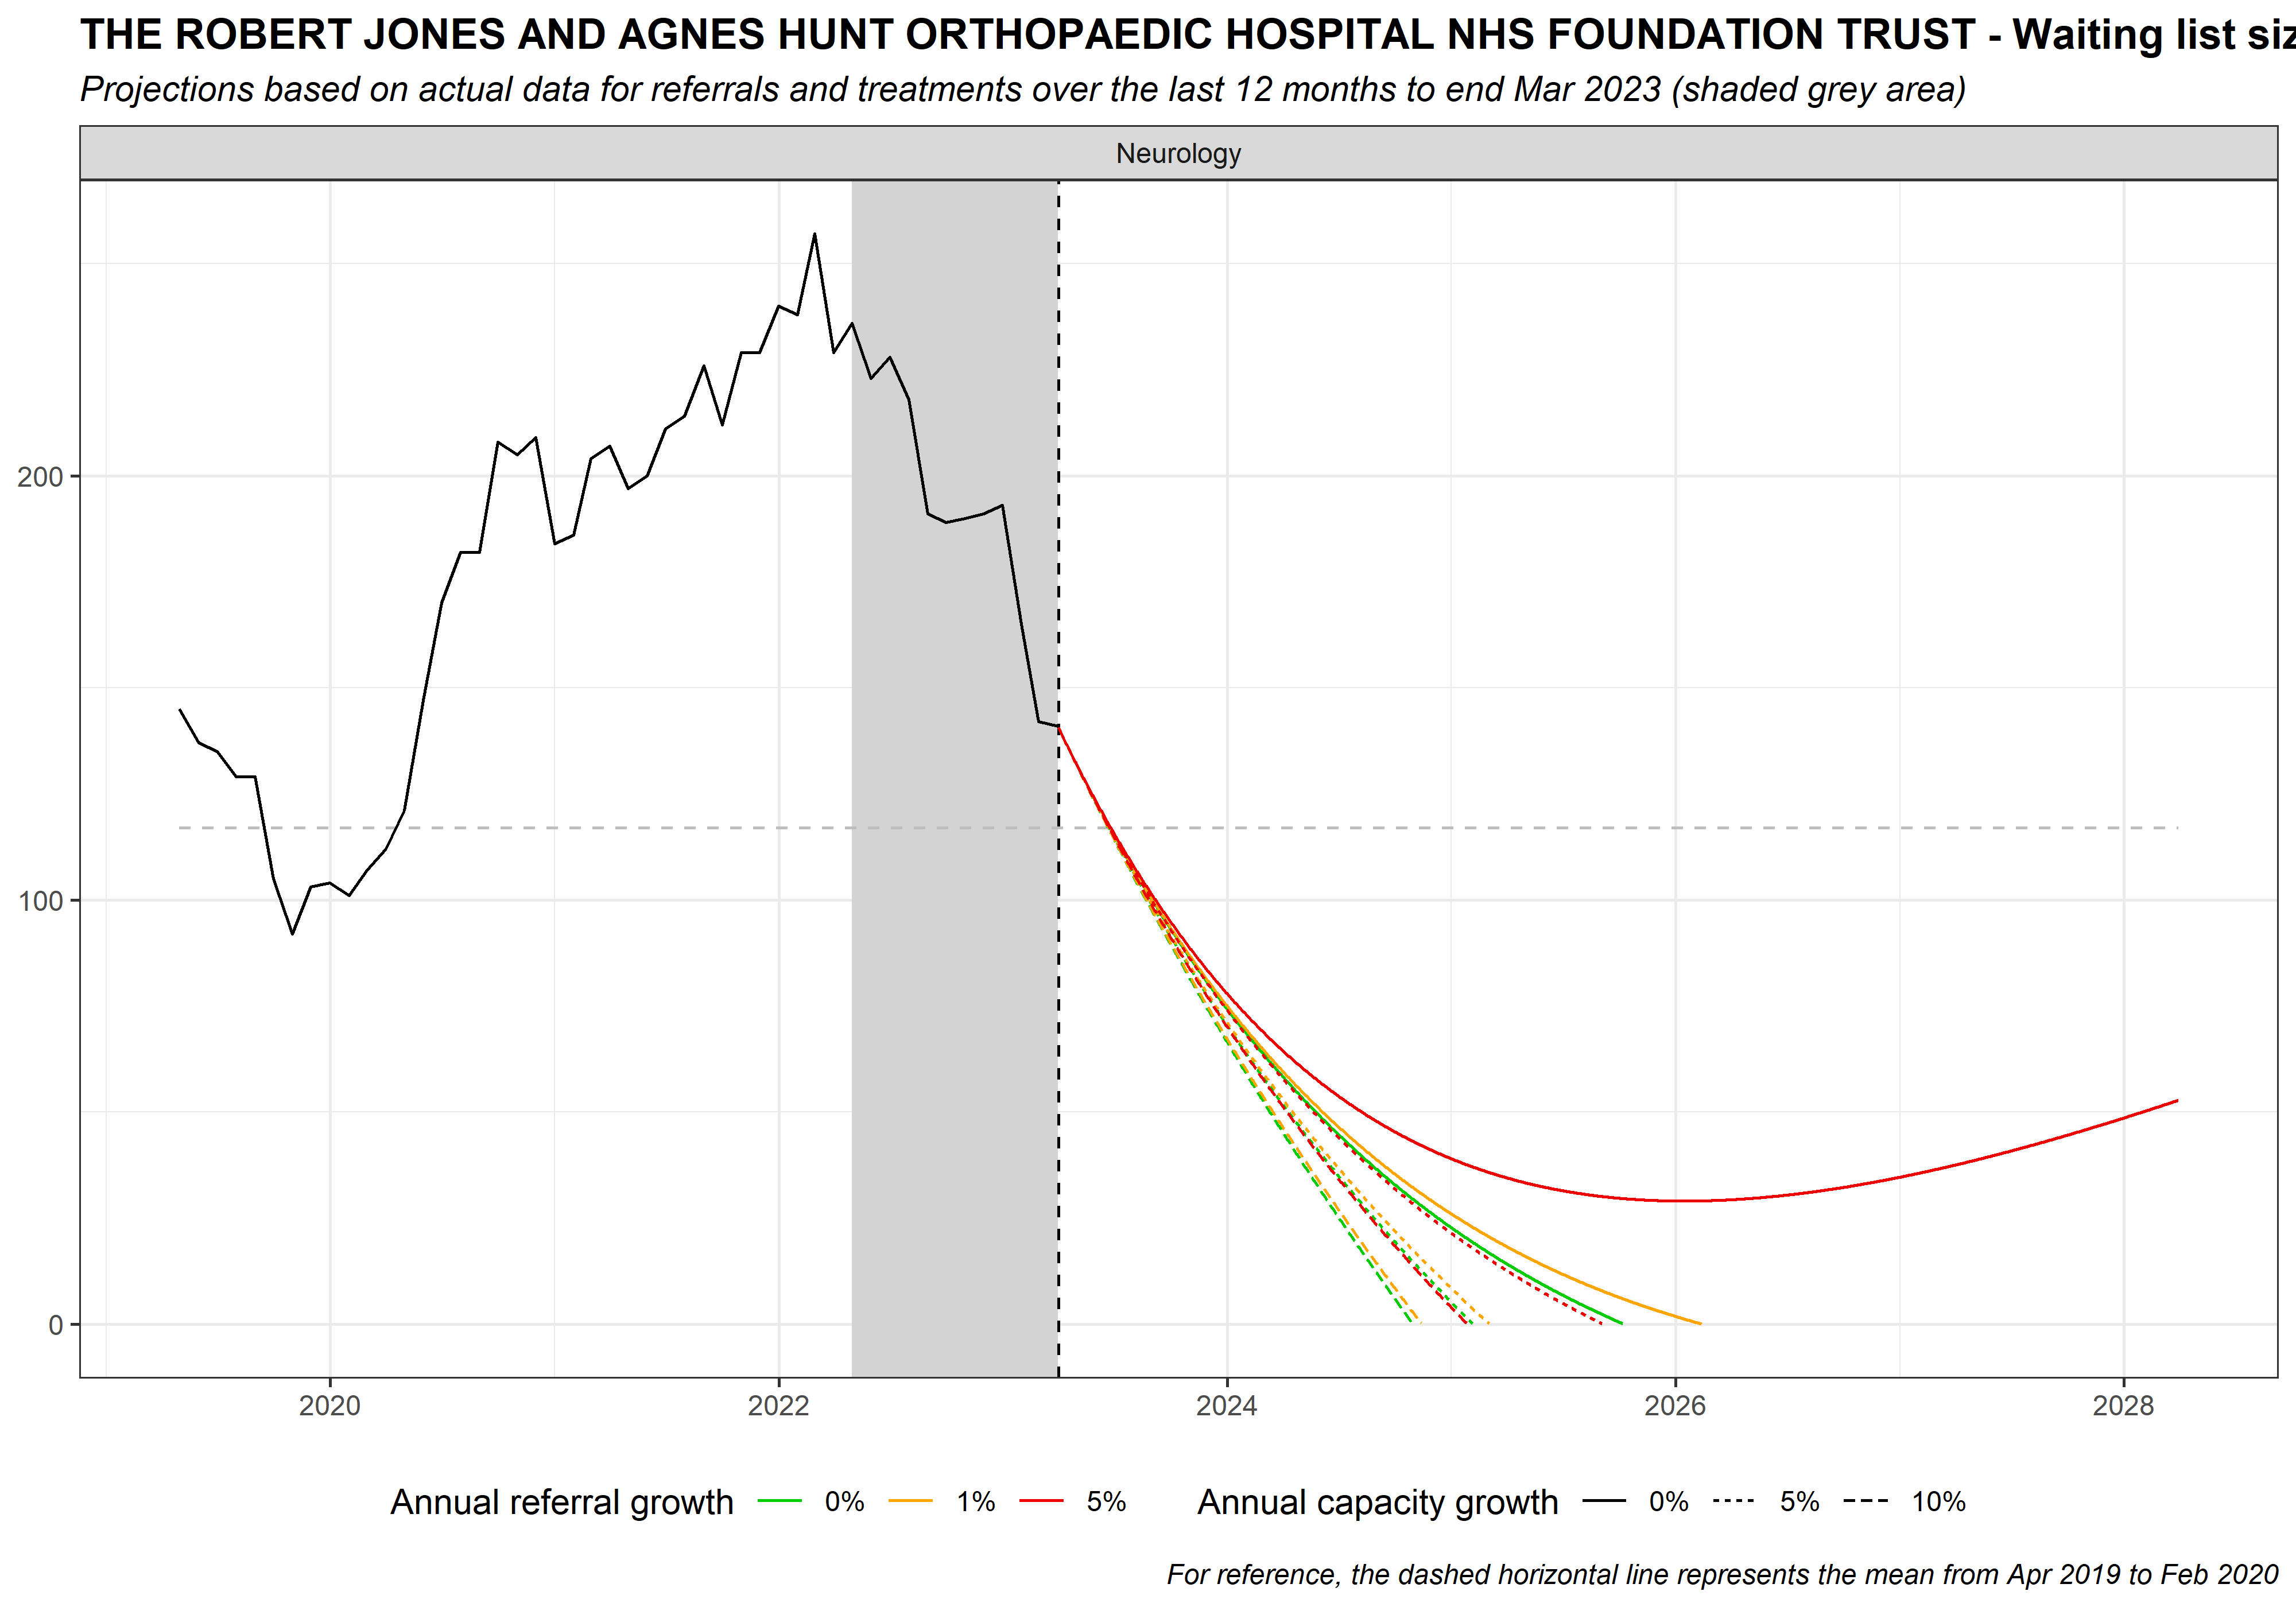 THE ROBERT JONES AND AGNES HUNT ORTHOPAEDIC HOSPITAL NHS FOUNDATION TRUST - Waiting list siz
Projections based on actual data for referrals and treatments over the last 12 months to end Mar 2023 (shaded grey area)
Neurology
200
100
0
2020 2022 2024 2026 2028
Annual referral growth 0% 1% 5% Annual capacity growth 0% 5% 10%
For reference, the dashed horizontal line represents the mean from Apr 2019 to Feb 2020